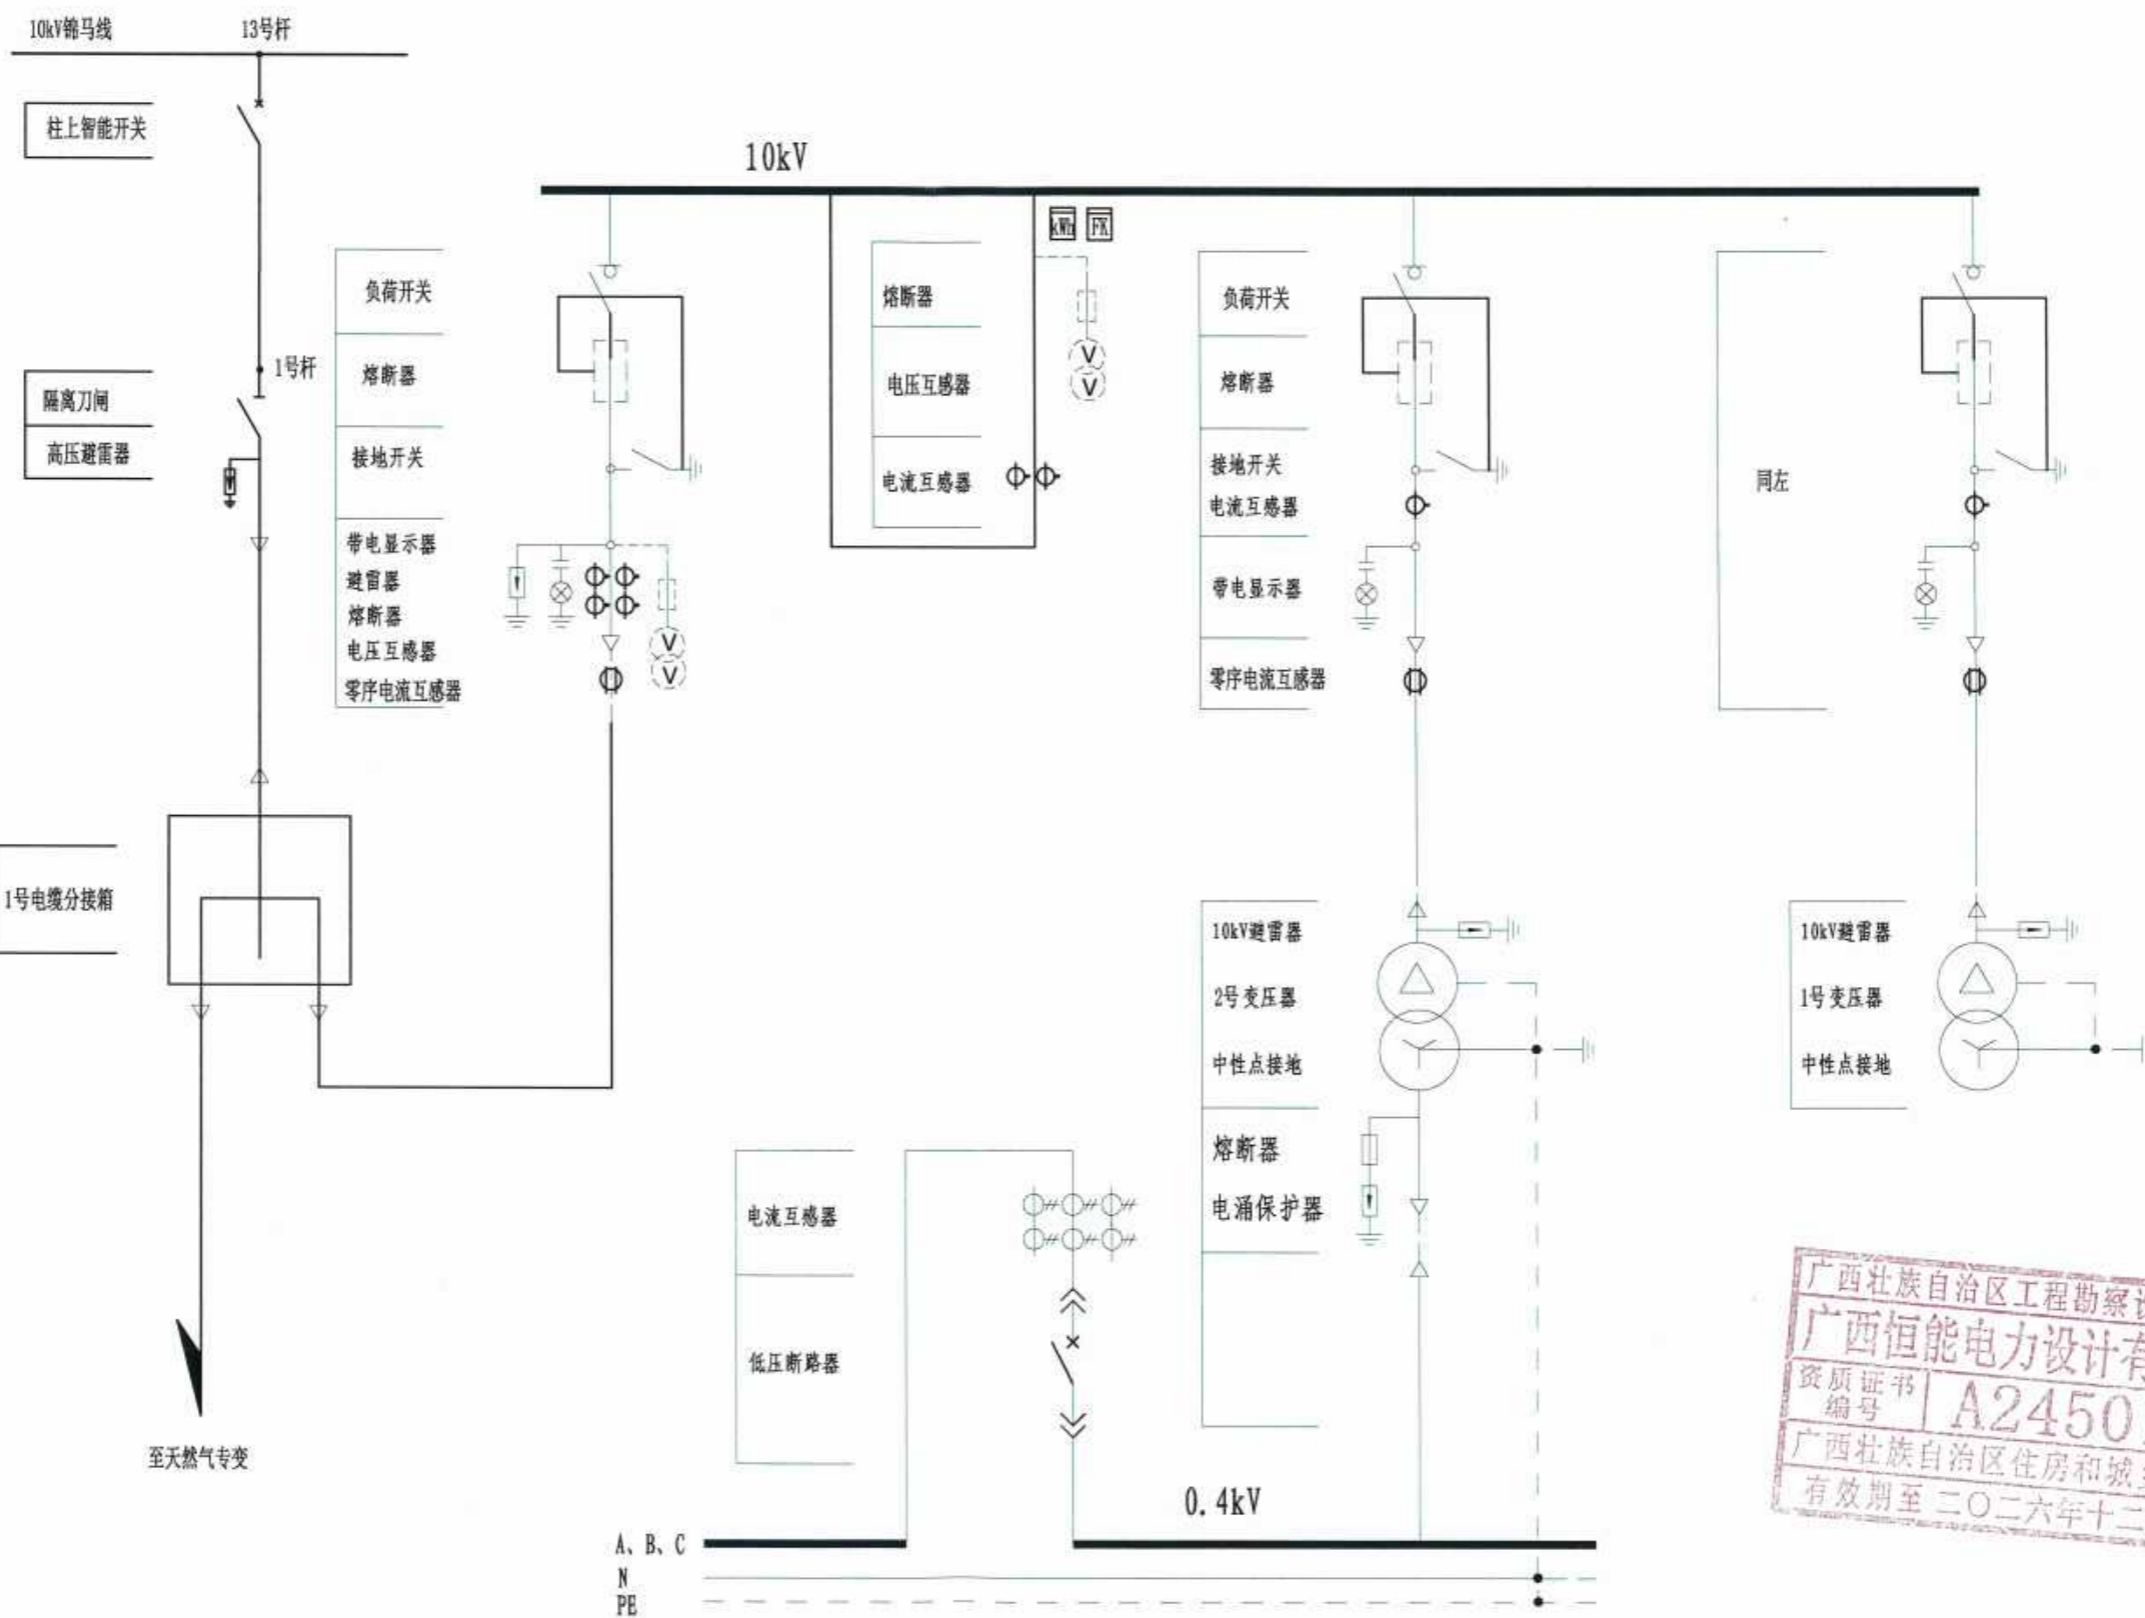 10kV锦马线
13号杆
柱上智能开关
1号杆
隔离刀闸
高压避雷器
1号电缆分接箱
至天然气专变
10kV
负荷开关
熔断器
接地开关
带电显示器
避雷器
熔断器
电压互感器
零序电流互感器
V
V
kWh FK
熔断器
电压互感器
电流互感器
V
V
负荷开关
熔断器
接地开关
电流互感器
带电显示器
零序电流互感器
同左
10kV避雷器
2号变压器
中性点接地
熔断器
电涌保护器
10kV避雷器
1号变压器
中性点接地
电流互感器
低压断路器
0.4kV
A、B、C
N
PE
广西壮族自治区工程勘察设
广西恒能电力设计有
资质证书
编号
A2450
广西壮族自治区住房和城
有效期至二〇二六年十二